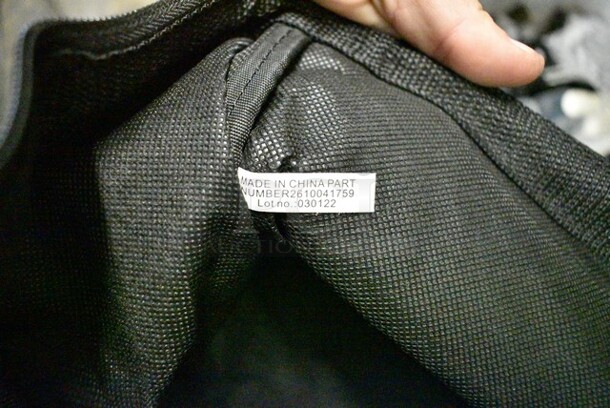 MADE IN CHINA PART
NUMBER2610041759
Lot no.:030122